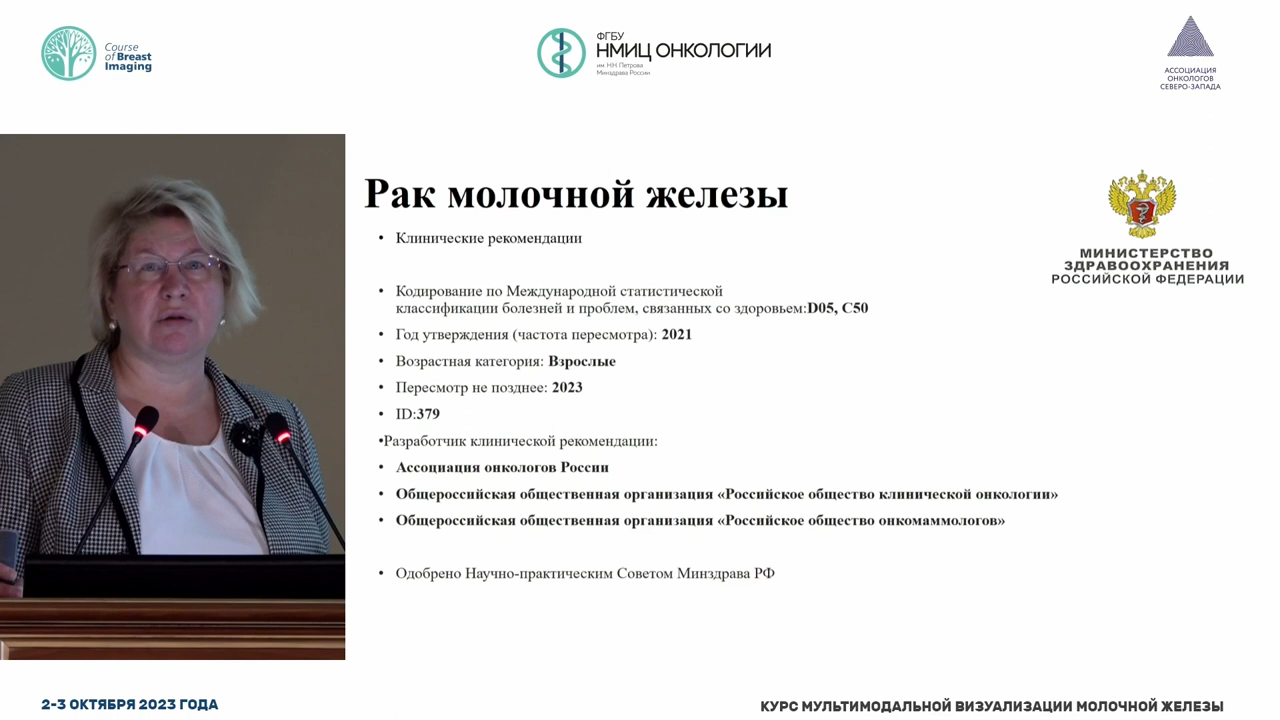 Course
of Breast
Imaging
ФГБУ
НМИЦ ОНКОЛОГИИ
им. Н.Н. Петрова
Минздрава России
АССОЦИАЦИЯ
ОНКОЛОГОВ
СЕВЕРО-ЗАПАДА
Рак молочной железы
• Клинические рекомендации
МИНИСТЕРСТВО
ЗДРАВООХРАНЕНИЯ
РОССИЙСКОЙ ФЕДЕРАЦИИ
• Кодирование по Международной статистической
классификации болезней и проблем, связанных со здоровьем:D05, C50
• Год утверждения (частота пересмотра): 2021
• Возрастная категория: Взрослые
• Пересмотр не позднее: 2023
• ID:379
•Разработчик клинической рекомендации:
• Ассоциация онкологов России
• Общероссийская общественная организация «Российское общество клинической онкологии»
• Общероссийская общественная организация «Российское общество онкомаммологов»
• Одобрено Научно-практическим Советом Минздрава РФ
2-3 ОКТЯБРЯ 2023 ГОДА
КУРС МУЛЬТИМОДАЛЬНОЙ ВИЗУАЛИЗАЦИИ МОЛОЧНОЙ ЖЕЛЕЗЫ